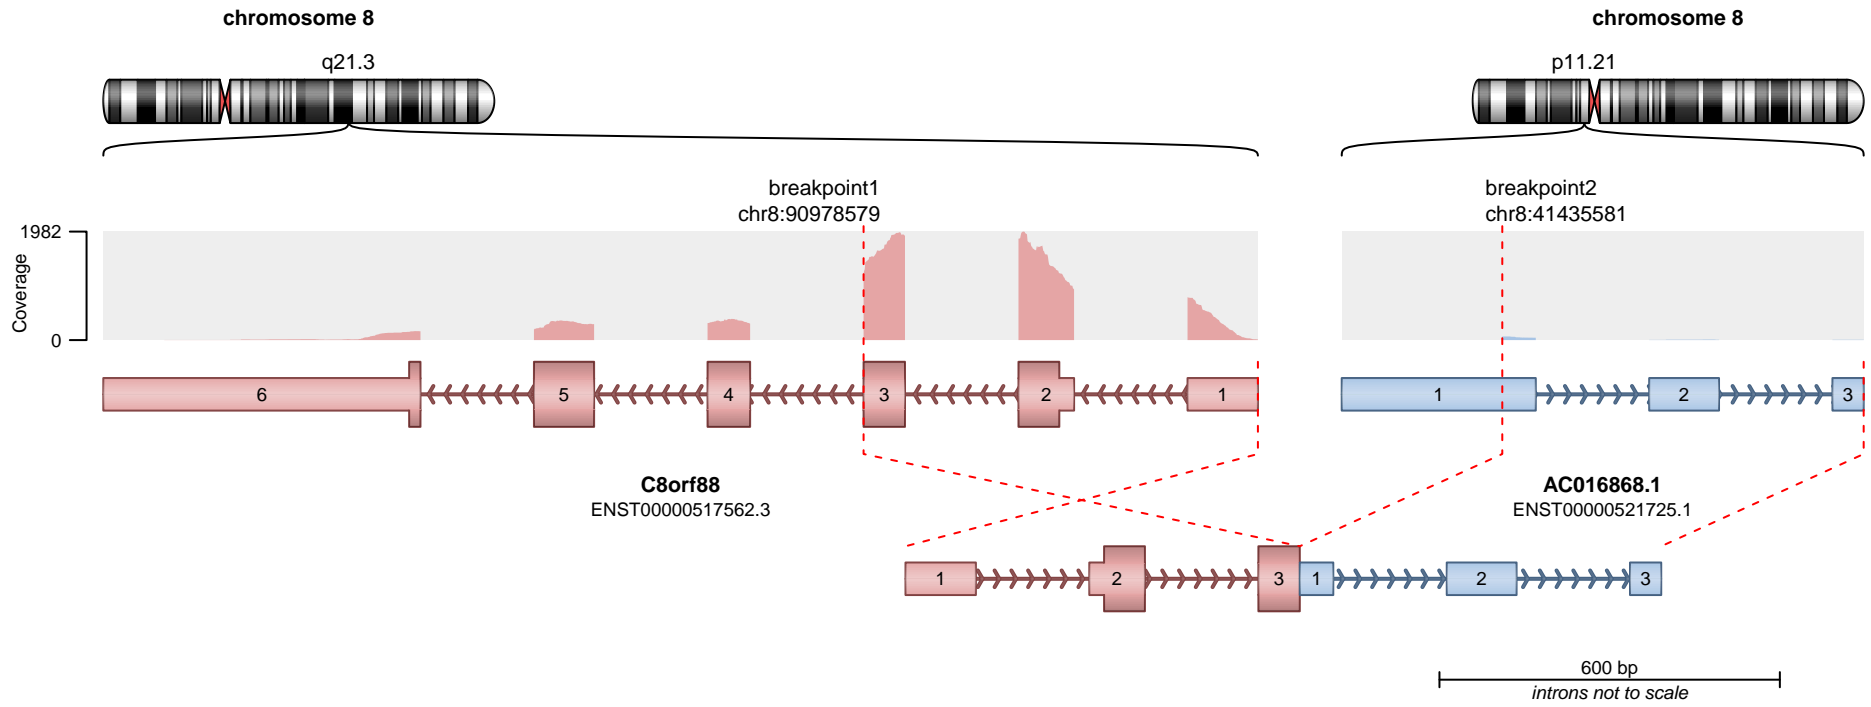 chromosome 8
chromosome 8
q21.3
p11.21
breakpoint1
chr8:90978579
breakpoint2
chr8:41435581
1982
Coverage
0
6
5
4
3
2
1
1
2
3
C8orf88
ENST00000517562.3
AC016868.1
ENST00000521725.1
1
2
3
1
2
3
600 bp
introns not to scale